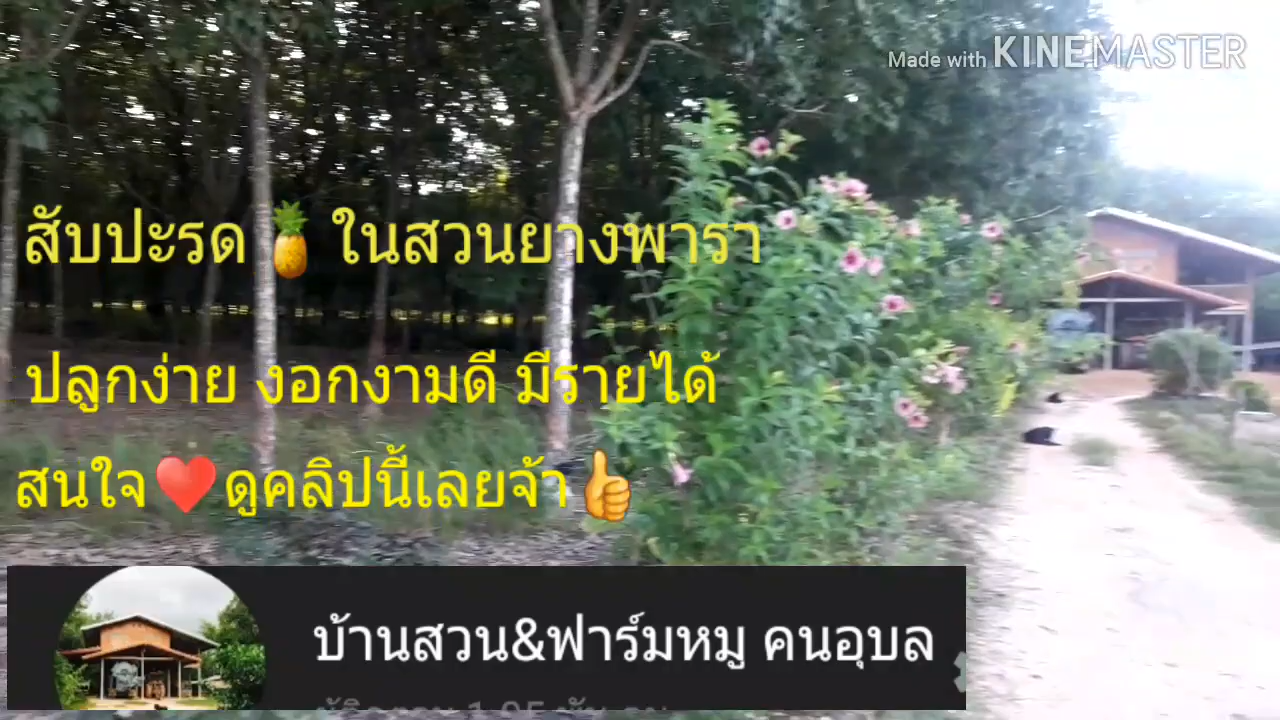 Made with KINEMASTER
สับปะรด🍍ในสวนยางพารา
ปลูกง่าย งอกงามดี มีรายได้
สนใจ❤️ดูคลิปนี้เลยจ้า👍
บ้านสวน&ฟาร์มหมู คนอุบล